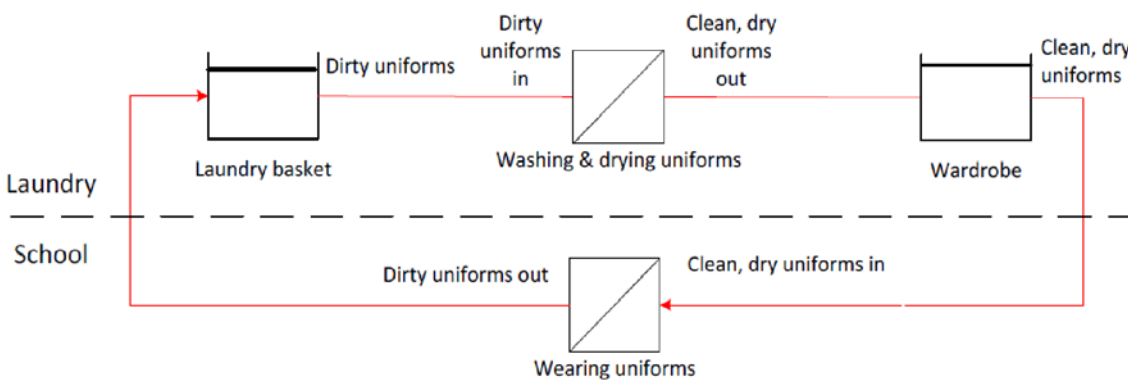 Dirty uniforms
Dirty
uniforms
in
Clean, dry
uniforms
out
Clean, dry
uniforms
Laundry basket
Washing & drying uniforms
Wardrobe
Laundry
School
Dirty uniforms out
Clean, dry uniforms in
Wearing uniforms